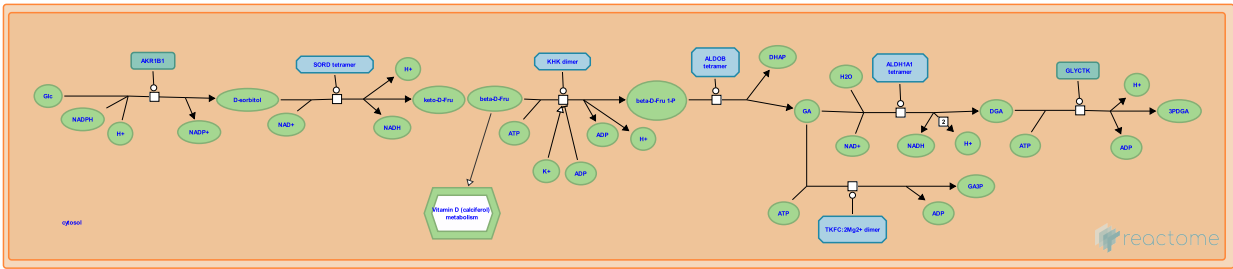 AKR1B1
Glc
NADPH
H+
NADP+
D-sorbitol
SORD tetramer
NAD+
H+
NADH
keto-D-Fru
beta-D-Fru
KHK dimer
ATP
K+
ADP
ADP
H+
beta-D-Fru 1-P
ALDOB
tetramer
DHAP
GA
H2O
NAD+
ALDH1A1
tetramer
NADH
2
H+
DGA
GLYCTK
ATP
H+
ADP
3PDGA
ATP
TKFC:2Mg2+ dimer
ADP
GA3P
Vitamin D (calciferol)
metabolism
cytosol
reactome